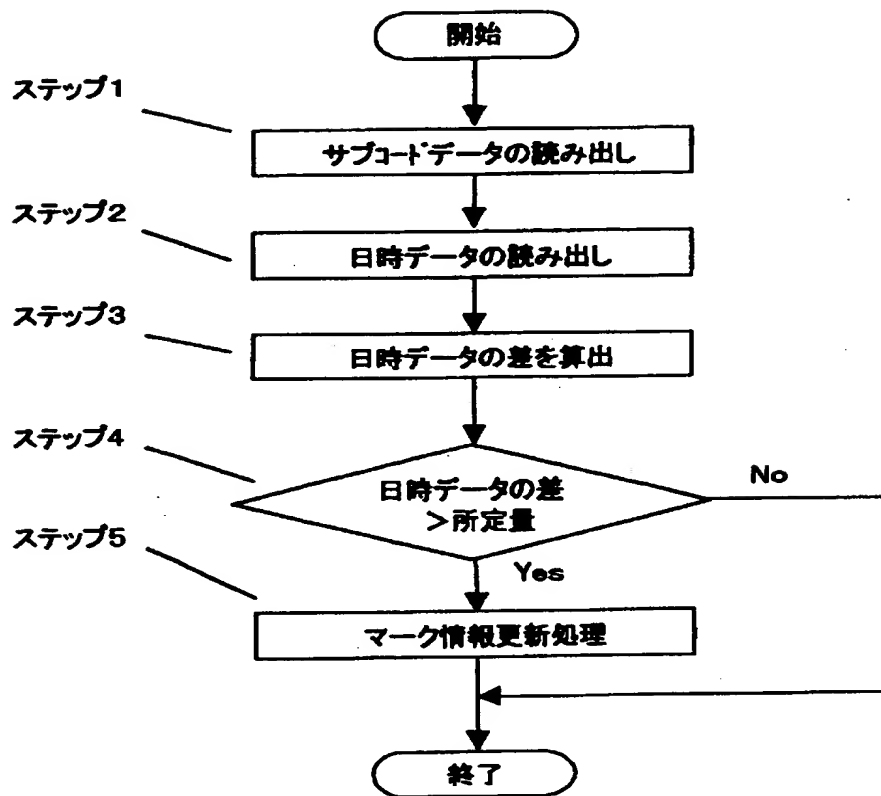 開始
ステップ1
サブコードデータの読み出し
ステップ2
日時データの読み出し
ステップ3
日時データの差を算出
ステップ4
日時データの差
>所定量
No
ステップ5
Yes
マーク情報更新処理
終了